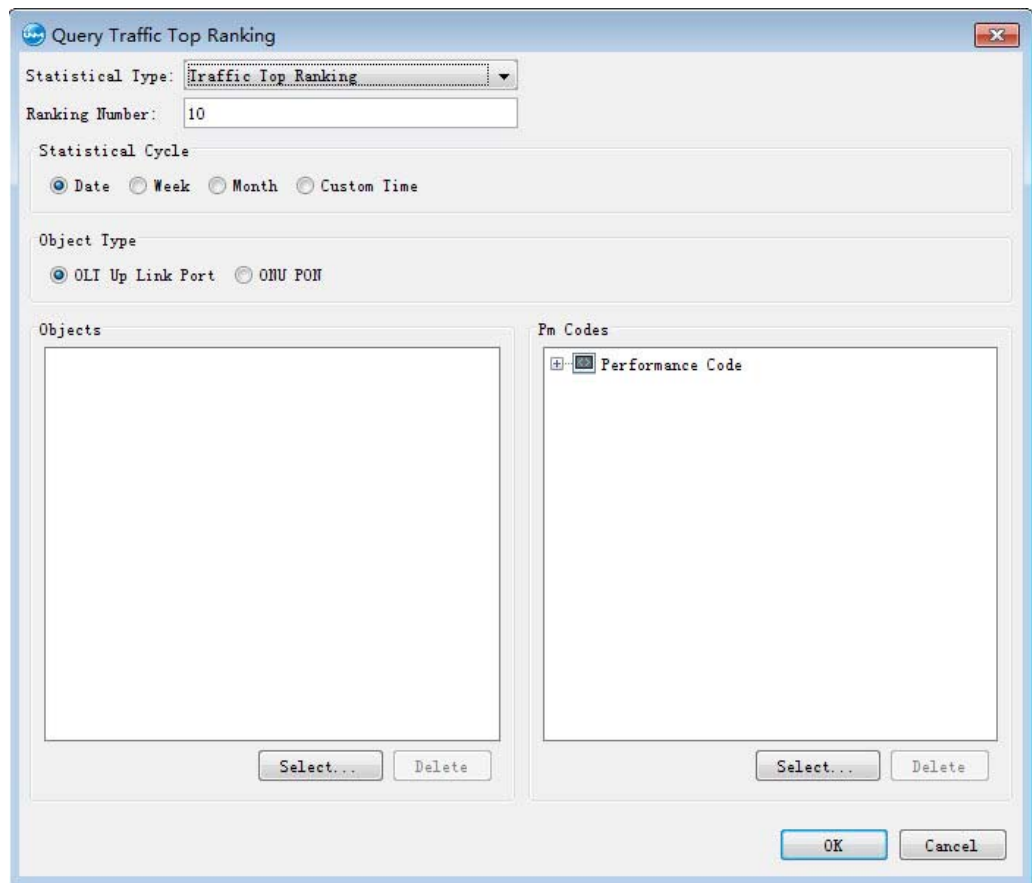 Query Traffic Top Ranking
Statistical Type: Traffic Top Ranking
Ranking Number: 10
Statistical Cycle
Date Week Month Custom Time
Object Type
OLT Up Link Port ONU PON
Objects Pm Codes
Performance Code
Select... Delete Select... Delete
OK Cancel